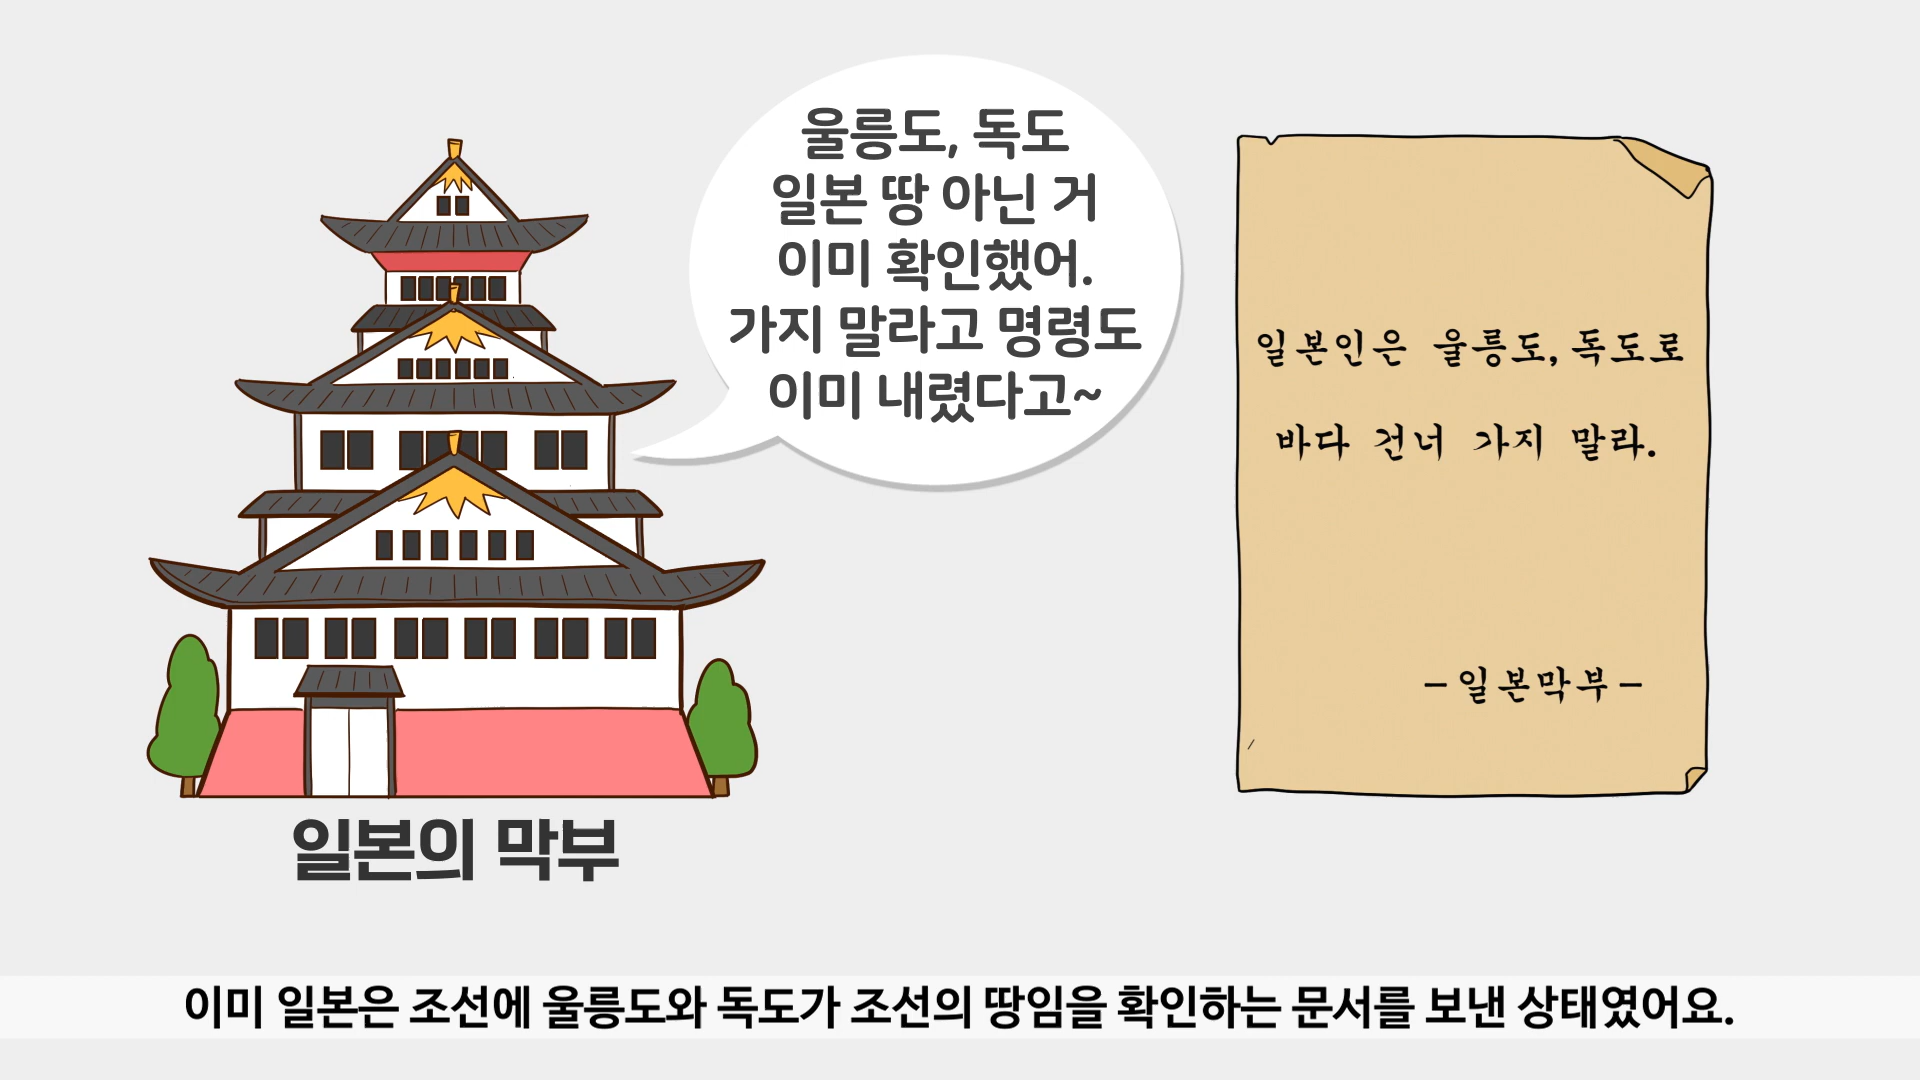 울릉도, 독도
일본 땅 아닌 거
이미 확인했어.
가지 말라고 명령도
이미 내렸다고~
일본인은 울릉도, 독도로
바다 건너 가지 말라.
-일본막부-
일본의 막부
이미 일본은 조선에 울릉도와 독도가 조선의 땅임을 확인하는 문서를 보낸 상태였어요.